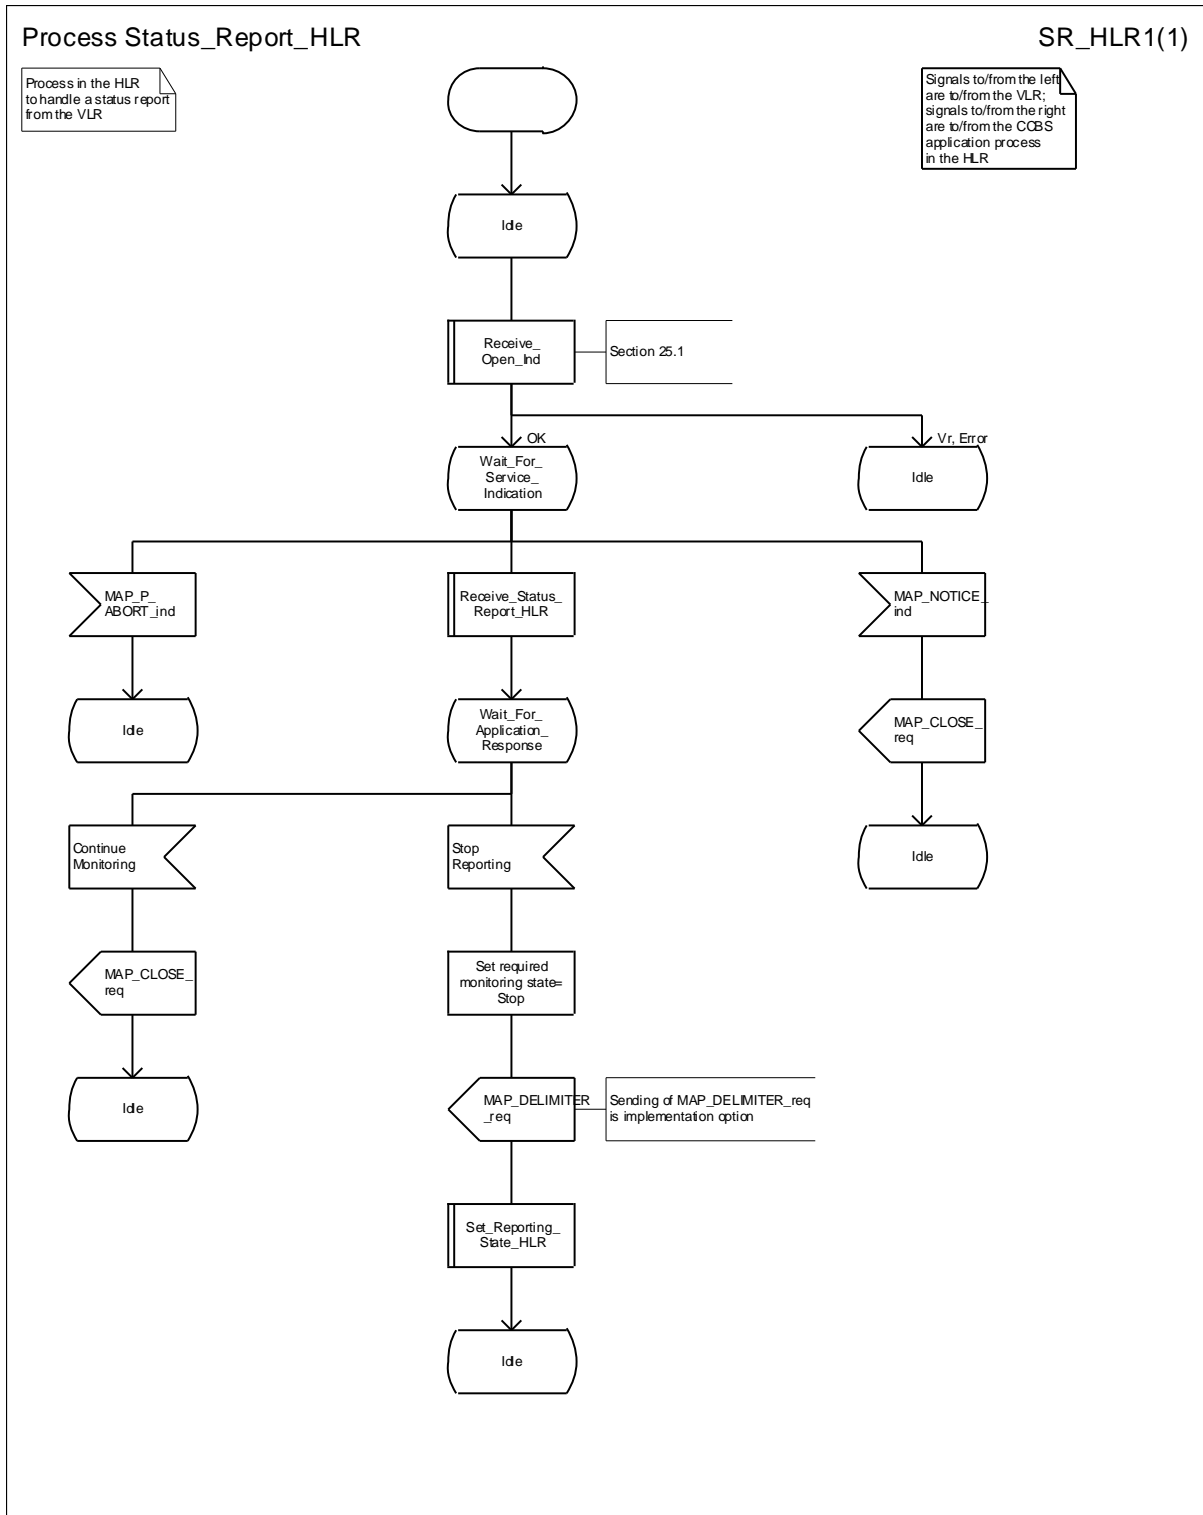 Process Status_Report_HLR
SR_HLR1(1)
Process in the HLR
to handle a status report
from the VLR
Signals to/from the left
are to/from the VLR;
signals to/from the right
are to/from the CCBS
application process
in the HLR
Idle
Receive_
Open_Ind
Section 25.1
OK
Vr, Error
Wait_For_
Service_
Indication
Idle
MAP_P_
ABORT_ind
Receive_Status_
Report_HLR
MAP_NOTICE_
ind
Idle
Wait_For_
Application_
Response
MAP_CLOSE_
req
Continue
Monitoring
Stop
Reporting
Idle
MAP_CLOSE_
req
Set required
monitoring state=
Stop
Idle
MAP_DELIMITER
_req
Sending of MAP_DELIMITER_req
is implementation option
Set_Reporting_
State_HLR
Idle